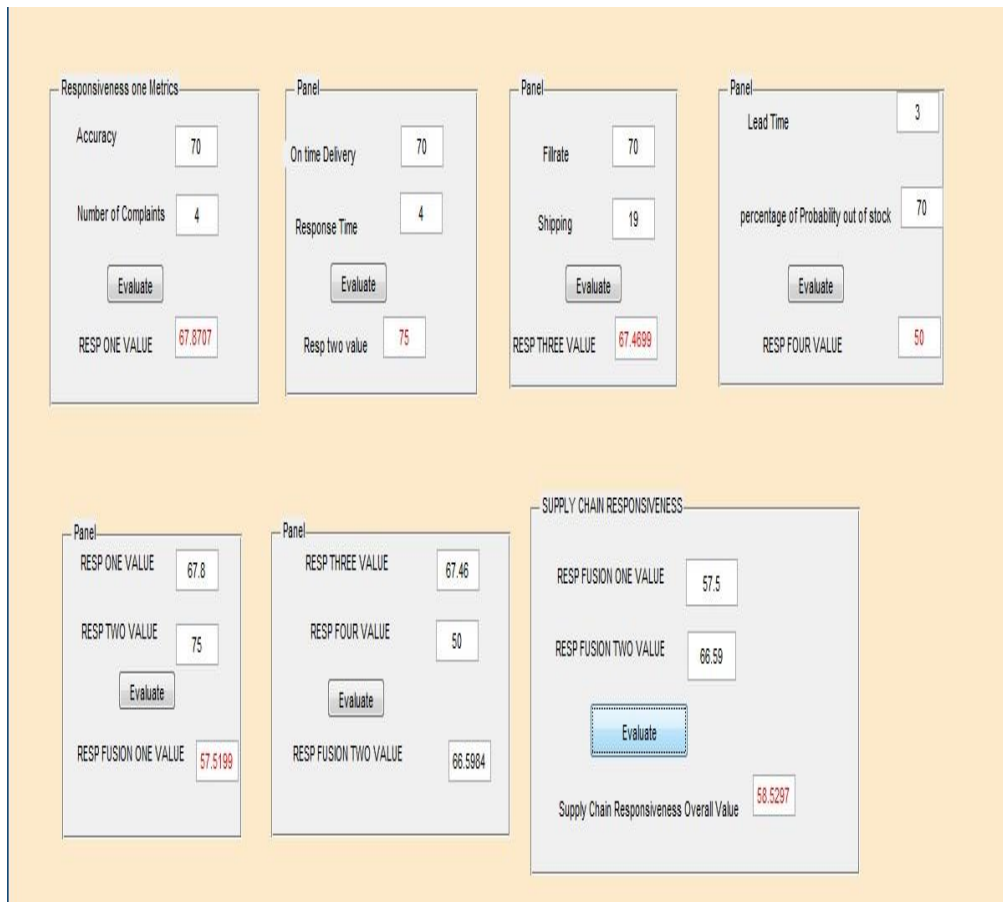 Responsiveness one Metrics
Accuracy
70
Number of Complaints
4
Evaluate
RESP ONE VALUE
67.8707
Panel
On time Delivery
70
Response Time
4
Evaluate
Resp two value
75
Panel
Fillrate
70
Shipping
19
Evaluate
RESP THREE VALUE
67.4699
Panel
Lead Time
3
percentage of Probability out of stock
70
Evaluate
RESP FOUR VALUE
50
Panel
RESP ONE VALUE
67.8
RESP TWO VALUE
75
Evaluate
RESP FUSION ONE VALUE
57.5199
Panel
RESP THREE VALUE
67.46
RESP FOUR VALUE
50
Evaluate
RESP FUSION TWO VALUE
66.5984
SUPPLY CHAIN RESPONSIVENESS
RESP FUSION ONE VALUE
57.5
RESP FUSION TWO VALUE
66.59
Evaluate
Supply Chain Responsiveness Overall Value
58.5297